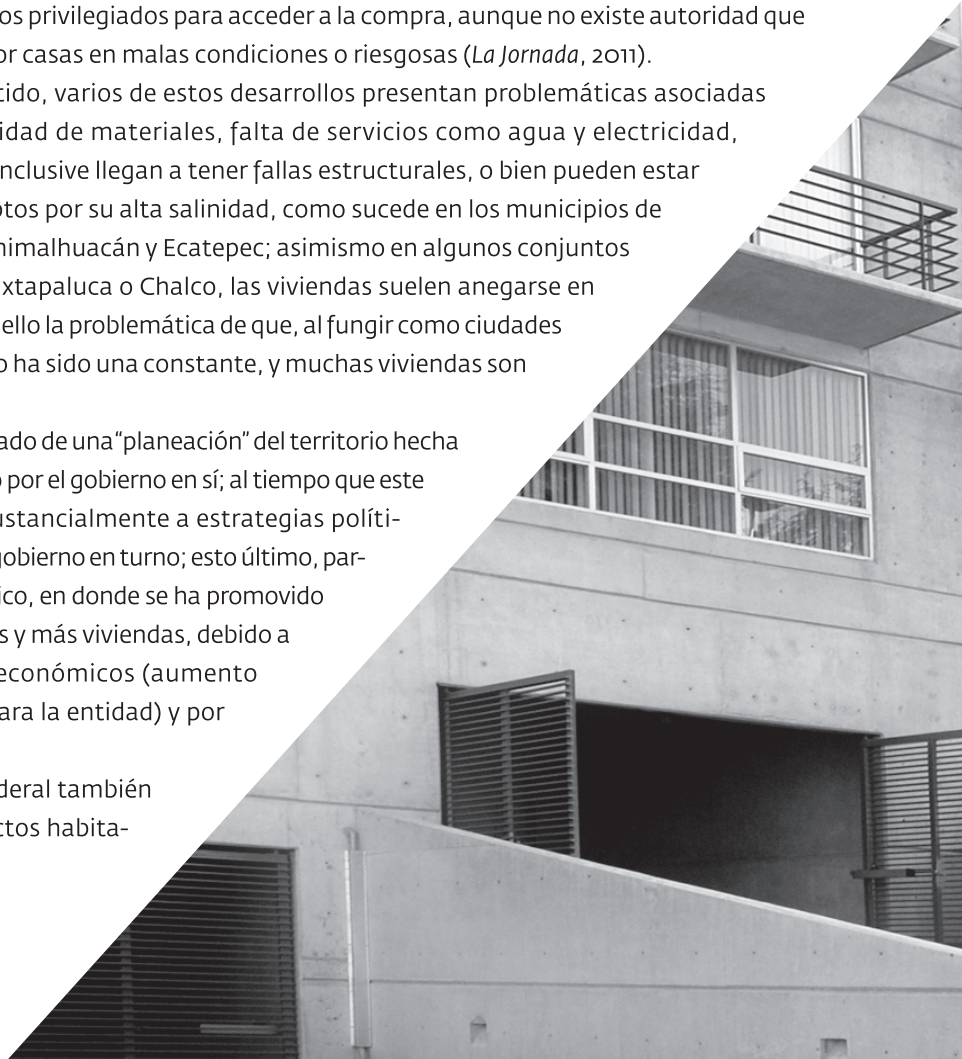 os privilegiados para acceder a la compra, aunque no existe autoridad que
or casas en malas condiciones o riesgosas (La Jornada, 2011).
tido, varios de estos desarrollos presentan problemáticas asociadas
idad de materiales, falta de servicios como agua y electricidad,
nclusive llegan a tener fallas estructurales, o bien pueden estar
ptos por su alta salinidad, como sucede en los municipios de
himalhuacán y Ecatepec; asimismo en algunos conjuntos
xtapaluca o Chalco, las viviendas suelen anegarse en
ello la problemática de que, al fungir como ciudades
o ha sido una constante, y muchas viviendas son
ado de una “planeación” del territorio hecha
o por el gobierno en sí; al tiempo que este
ustancialmente a estrategias políti-
gobierno en turno; esto último, par-
ico, en donde se ha promovido
s y más viviendas, debido a
económicos (aumento
ara la entidad) y por
deral también
ctos habita-